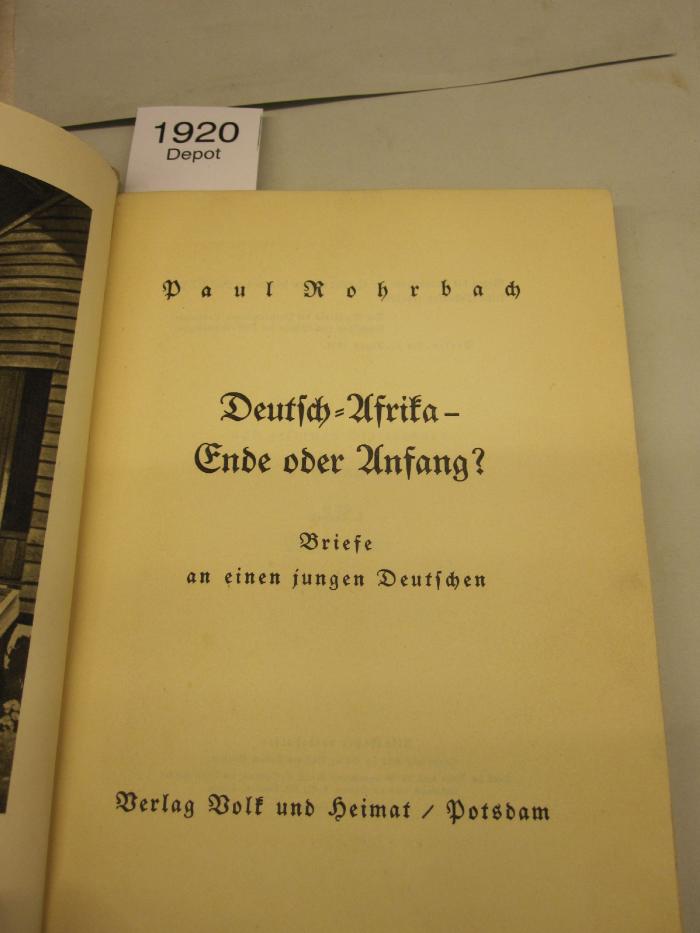 1920
Depot
Paul Rohrbach
Deutſch=Afrika–
Ende oder Anfang?
Briefe
an einen jungen Deutſchen
Verlag Volk und Heimat / Potsdam